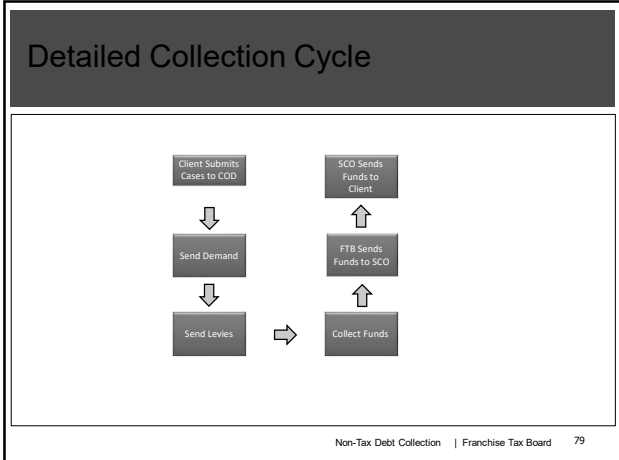 Detailed Collection Cycle
Client Submits
Cases to COD
Send Demand
Send Levies
Collect Funds
FTB Sends
Funds to SCO
SCO Sends
Funds to
Client
Non-Tax Debt Collection | Franchise Tax Board 79